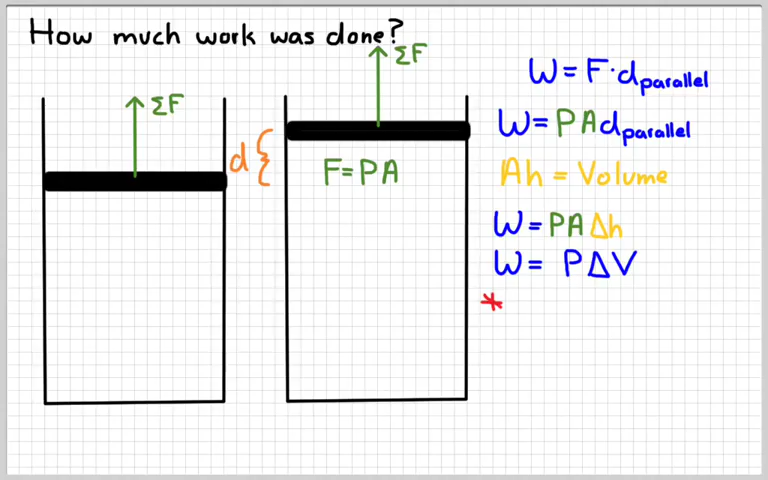 How much work was done?
ΣF
ΣF
d
F=PA
W=F·dparallel
W=PAdparallel
Ah = Volume
W=PAΔh
W= PΔV
*